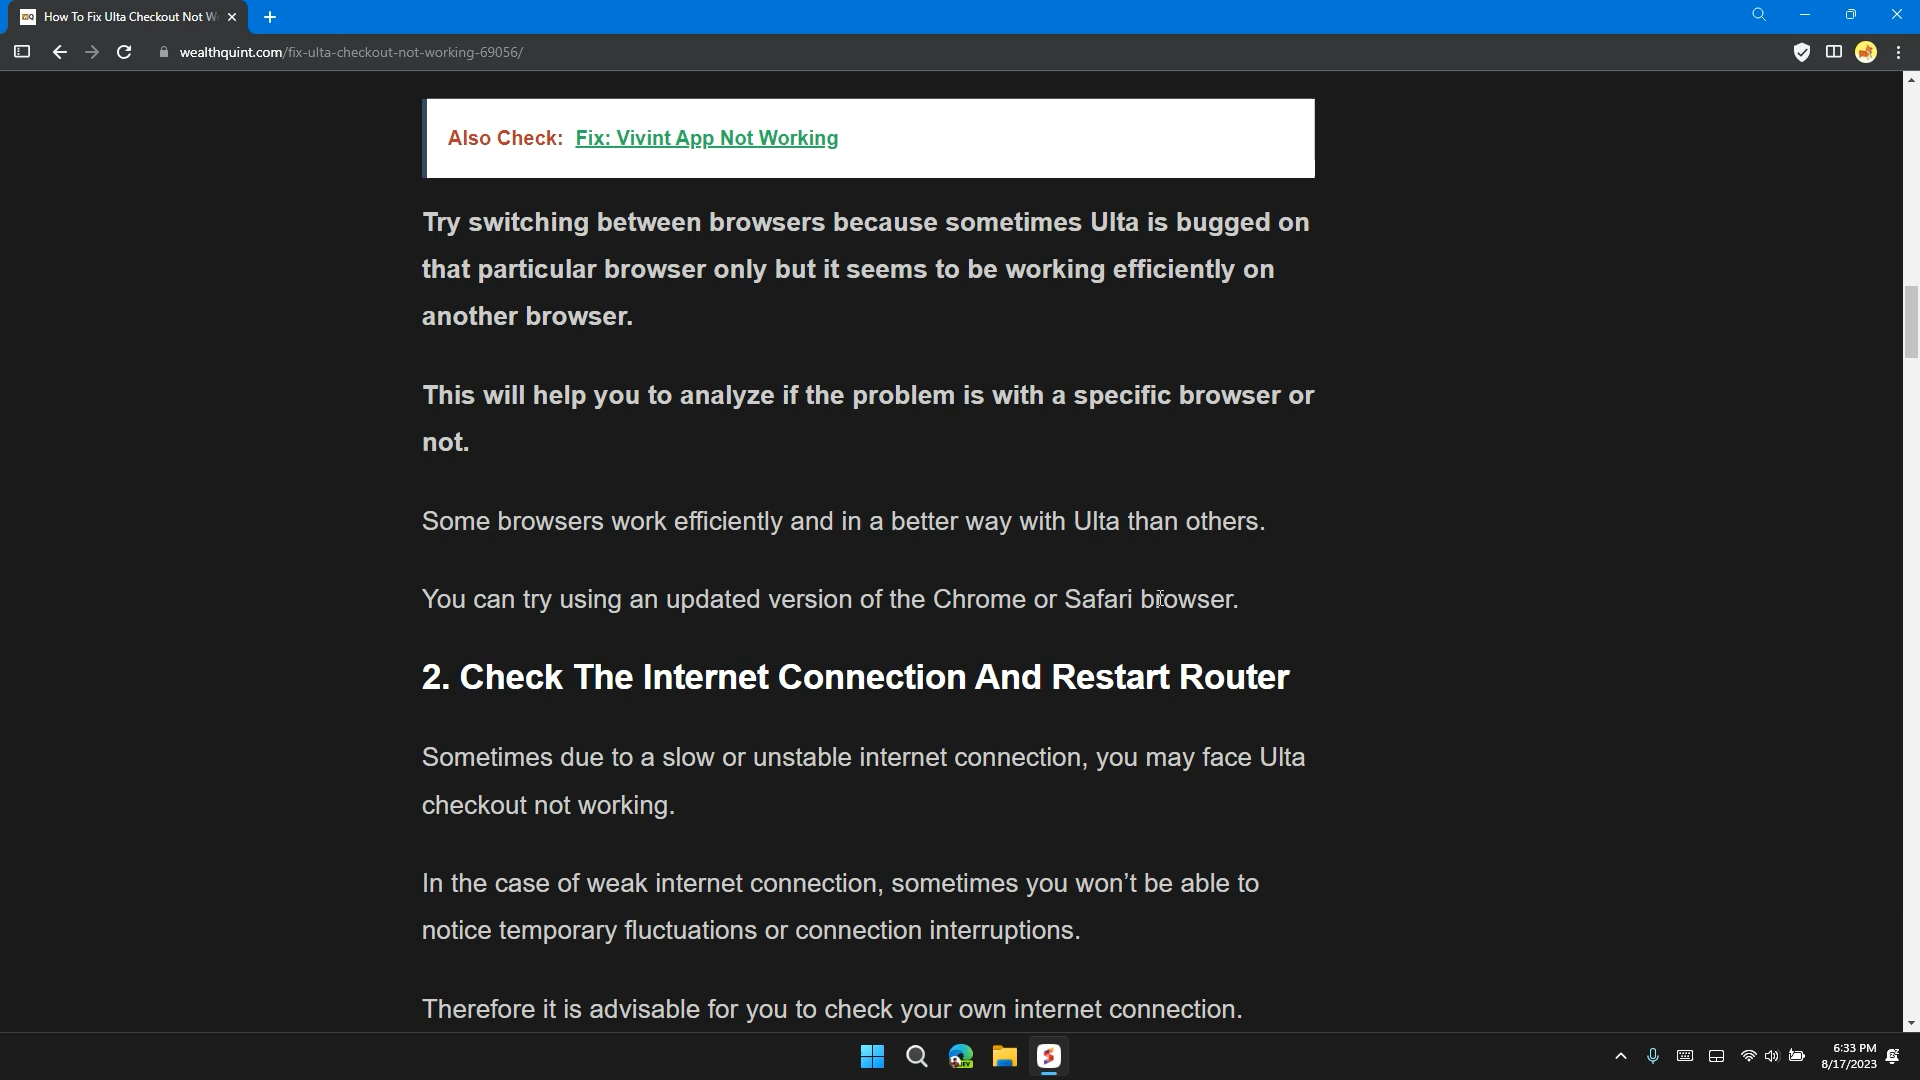 How To Fix Ulta Checkout Not W
wealthquint.com/fix-ulta-checkout-not-working-69056/
Also Check: Fix: Vivint App Not Working
Try switching between browsers because sometimes Ulta is bugged on
that particular browser only but it seems to be working efficiently on
another browser.
This will help you to analyze if the problem is with a specific browser or
not.
Some browsers work efficiently and in a better way with Ulta than others.
You can try using an updated version of the Chrome or Safari browser.
2. Check The Internet Connection And Restart Router
Sometimes due to a slow or unstable internet connection, you may face Ulta
checkout not working.
In the case of weak internet connection, sometimes you won’t be able to
notice temporary fluctuations or connection interruptions.
Therefore it is advisable for you to check your own internet connection.
6:33 PM
8/17/2023